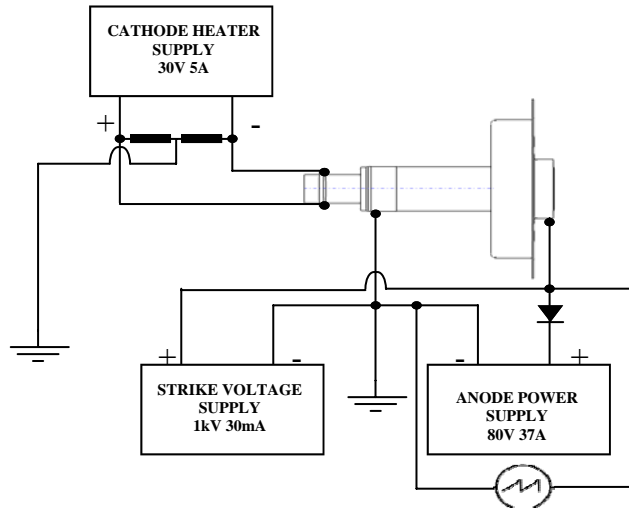 CATHODE HEATER
SUPPLY
30V 5A
+ -
+ - - +
STRIKE VOLTAGE
SUPPLY
1kV 30mA
ANODE POWER
SUPPLY
80V 37A